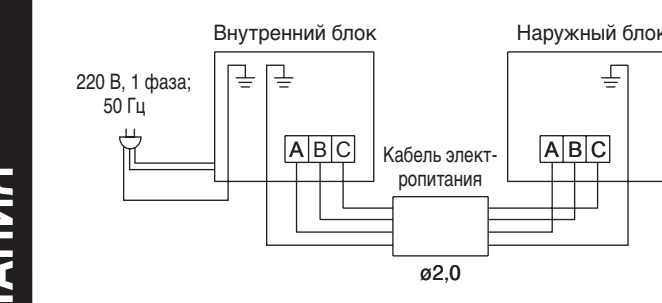 Внутренний блок
Наружный блок
220 В, 1 фаза;
50 Гц
A B C
A B C
Кабель элект-
ропитания
ø2,0